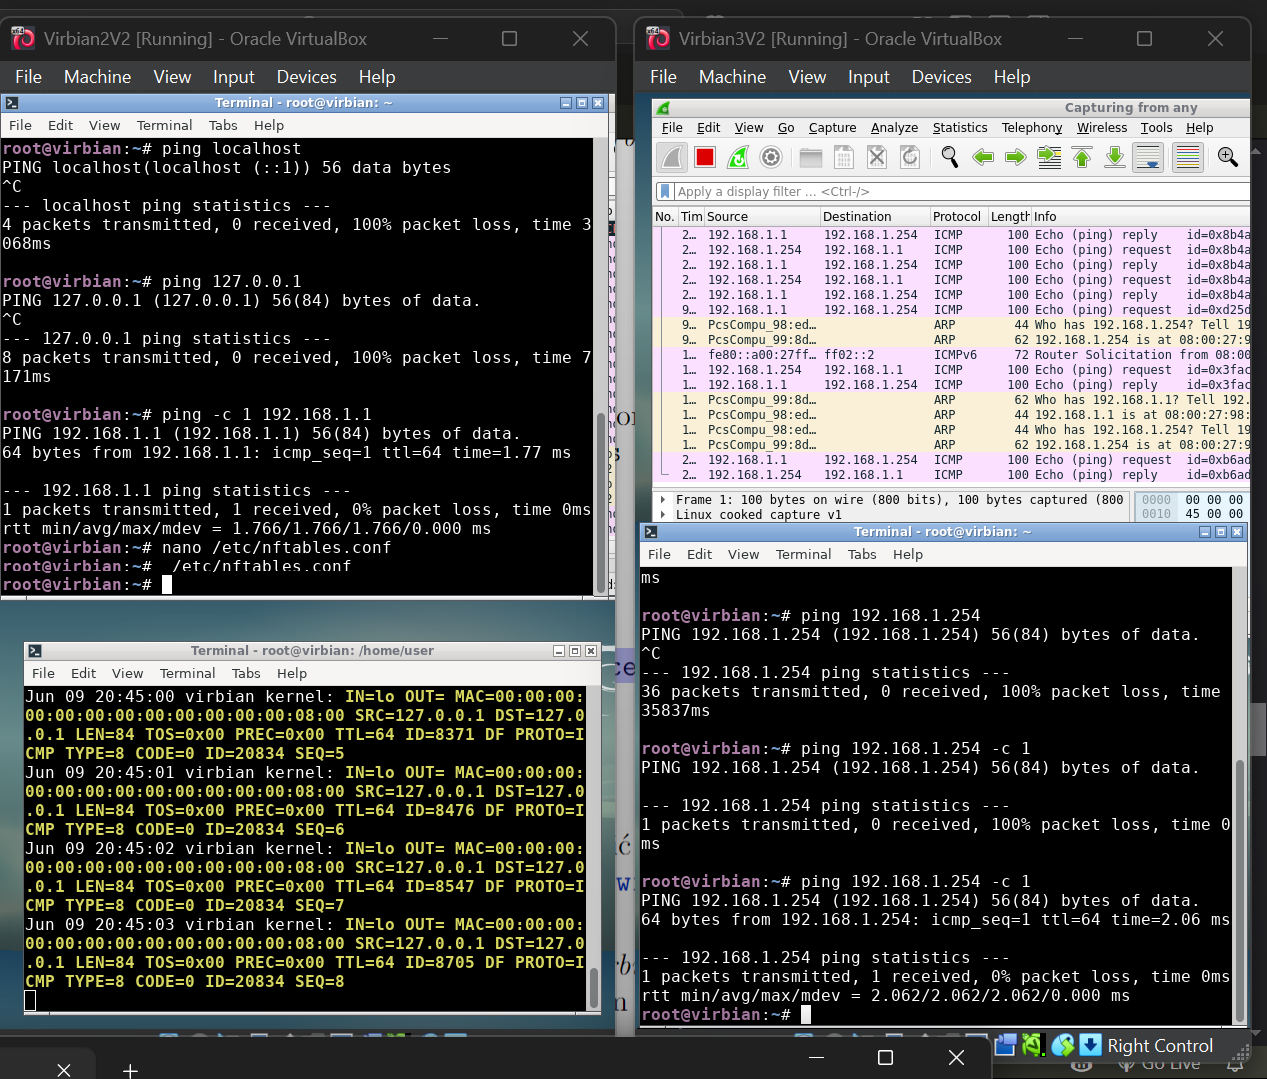 Virbian2V2 [Running] - Oracle VirtualBox
File Machine View Input Devices Help
Terminal - root@virbian: ~
File Edit View Terminal Tabs Help
root@virbian:~# ping localhost
PING localhost(localhost (::1)) 56 data bytes
^C
--- localhost ping statistics ---
4 packets transmitted, 0 received, 100% packet loss, time 3
068ms
root@virbian:~# ping 127.0.0.1
PING 127.0.0.1 (127.0.0.1) 56(84) bytes of data.
^C
--- 127.0.0.1 ping statistics ---
8 packets transmitted, 0 received, 100% packet loss, time 7
171ms
root@virbian:~# ping -c 1 192.168.1.1
PING 192.168.1.1 (192.168.1.1) 56(84) bytes of data.
64 bytes from 192.168.1.1: icmp_seq=1 ttl=64 time=1.77 ms
--- 192.168.1.1 ping statistics ---
1 packets transmitted, 1 received, 0% packet loss, time 0ms
rtt min/avg/max/mdev = 1.766/1.766/1.766/0.000 ms
root@virbian:~# nano /etc/nftables.conf
root@virbian:~#  /etc/nftables.conf
root@virbian:~#
Terminal - root@virbian: /home/user
File Edit View Terminal Tabs Help
Jun 09 20:45:00 virbian kernel: IN=lo OUT= MAC=00:00:00:
00:00:00:00:00:00:00:00:00:08:00 SRC=127.0.0.1 DST=127.0
.0.1 LEN=84 TOS=0x00 PREC=0x00 TTL=64 ID=8371 DF PROTO=I
CMP TYPE=8 CODE=0 ID=20834 SEQ=5
Jun 09 20:45:01 virbian kernel: IN=lo OUT= MAC=00:00:00:
00:00:00:00:00:00:00:00:00:08:00 SRC=127.0.0.1 DST=127.0
.0.1 LEN=84 TOS=0x00 PREC=0x00 TTL=64 ID=8476 DF PROTO=I
CMP TYPE=8 CODE=0 ID=20834 SEQ=6
Jun 09 20:45:02 virbian kernel: IN=lo OUT= MAC=00:00:00:
00:00:00:00:00:00:00:00:00:08:00 SRC=127.0.0.1 DST=127.0
.0.1 LEN=84 TOS=0x00 PREC=0x00 TTL=64 ID=8547 DF PROTO=I
CMP TYPE=8 CODE=0 ID=20834 SEQ=7
Jun 09 20:45:03 virbian kernel: IN=lo OUT= MAC=00:00:00:
00:00:00:00:00:00:00:00:00:08:00 SRC=127.0.0.1 DST=127.0
.0.1 LEN=84 TOS=0x00 PREC=0x00 TTL=64 ID=8705 DF PROTO=I
CMP TYPE=8 CODE=0 ID=20834 SEQ=8
Virbian3V2 [Running] - Oracle VirtualBox
File Machine View Input Devices Help
Capturing from any
File Edit View Go Capture Analyze Statistics Telephony Wireless Tools Help
Apply a display filter ... <Ctrl-/>
No. Tim Source Destination Protocol Length Info
2… 192.168.1.1 192.168.1.254 ICMP 100 Echo (ping) reply id=0x8b4a
2… 192.168.1.254 192.168.1.1 ICMP 100 Echo (ping) request id=0x8b4a
2… 192.168.1.1 192.168.1.254 ICMP 100 Echo (ping) reply id=0x8b4a
2… 192.168.1.254 192.168.1.1 ICMP 100 Echo (ping) request id=0x8b4a
2… 192.168.1.1 192.168.1.254 ICMP 100 Echo (ping) reply id=0x8b4a
9… 192.168.1.1 192.168.1.254 ICMP 100 Echo (ping) request id=0xd25d
9… PcsCompu_98:ed… ARP 44 Who has 192.168.1.254? Tell 19
9… PcsCompu_99:8d… ARP 62 192.168.1.254 is at 08:00:27:9
1… fe80::a00:27ff… ff02::2 ICMPv6 72 Router Solicitation from 08:00
1… 192.168.1.254 192.168.1.1 ICMP 100 Echo (ping) request id=0x3fac
1… 192.168.1.1 192.168.1.254 ICMP 100 Echo (ping) reply id=0x3fac
1… PcsCompu_99:8d… ARP 62 Who has 192.168.1.1? Tell 192.
1… PcsCompu_98:ed… ARP 44 192.168.1.1 is at 08:00:27:98:
1… PcsCompu_98:ed… ARP 44 Who has 192.168.1.254? Tell 19
1… PcsCompu_99:8d… ARP 62 192.168.1.254 is at 08:00:27:9
2… 192.168.1.1 192.168.1.254 ICMP 100 Echo (ping) request id=0xb6ad
2… 192.168.1.254 192.168.1.1 ICMP 100 Echo (ping) reply id=0xb6ad
Frame 1: 100 bytes on wire (800 bits), 100 bytes captured (800
Linux cooked capture v1
0000 00 00 00
0010 45 00 00
Terminal - root@virbian: ~
File Edit View Terminal Tabs Help
ms
root@virbian:~# ping 192.168.1.254
PING 192.168.1.254 (192.168.1.254) 56(84) bytes of data.
^C
--- 192.168.1.254 ping statistics ---
36 packets transmitted, 0 received, 100% packet loss, time
35837ms
root@virbian:~# ping 192.168.1.254 -c 1
PING 192.168.1.254 (192.168.1.254) 56(84) bytes of data.
--- 192.168.1.254 ping statistics ---
1 packets transmitted, 0 received, 100% packet loss, time 0
ms
root@virbian:~# ping 192.168.1.254 -c 1
PING 192.168.1.254 (192.168.1.254) 56(84) bytes of data.
64 bytes from 192.168.1.254: icmp_seq=1 ttl=64 time=2.06 ms
--- 192.168.1.254 ping statistics ---
1 packets transmitted, 1 received, 0% packet loss, time 0ms
rtt min/avg/max/mdev = 2.062/2.062/2.062/0.000 ms
root@virbian:~#
Right Control
Go Live